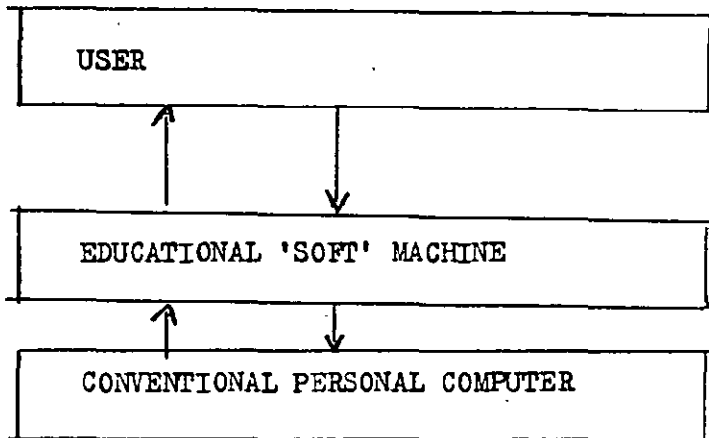 USER
EDUCATIONAL 'SOFT' MACHINE
CONVENTIONAL PERSONAL COMPUTER